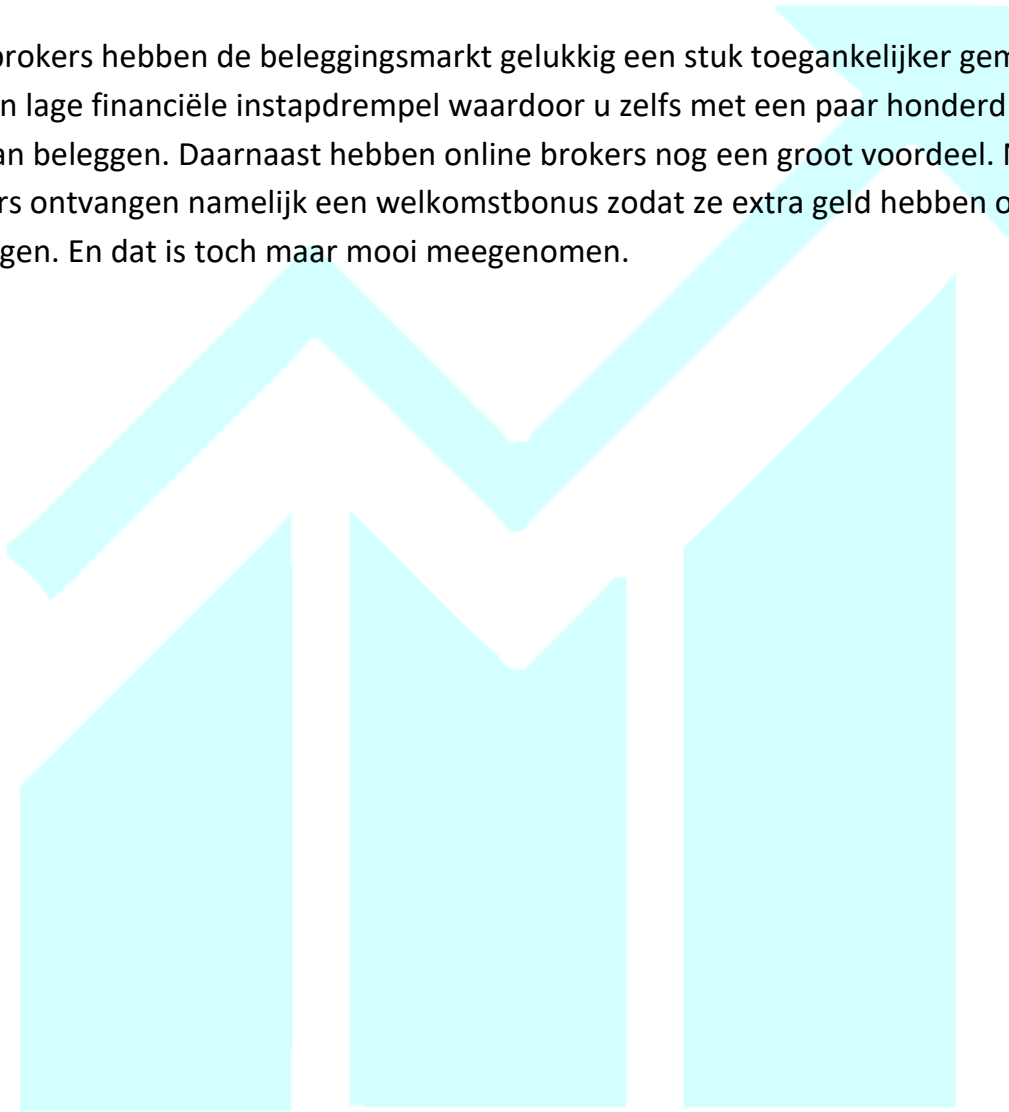 brokers hebben de beleggingsmarkt gelukkig een stuk toegankelijker gem
n lage financiële instapdrempel waardoor u zelfs met een paar honderd
an beleggen. Daarnaast hebben online brokers nog een groot voordeel.
rs ontvangen namelijk een welkomstbonus zodat ze extra geld hebben o
gen. En dat is toch maar mooi meegenomen.